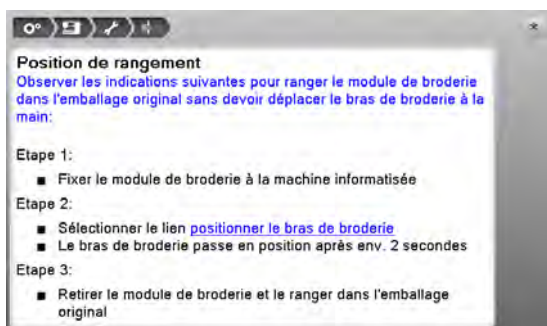 Position de rangement
Observer les indications suivantes pour ranger le module de broderie
dans l'emballage original sans devoir déplacer le bras de broderie à la
main:
Etape 1:
■ Fixer le module de broderie à la machine informatisée
Etape 2:
■ Sélectionner le lien positionner le bras de broderie
■ Le bras de broderie passe en position après env. 2 secondes
Etape 3:
■ Retirer le module de broderie et le ranger dans l'emballage
original